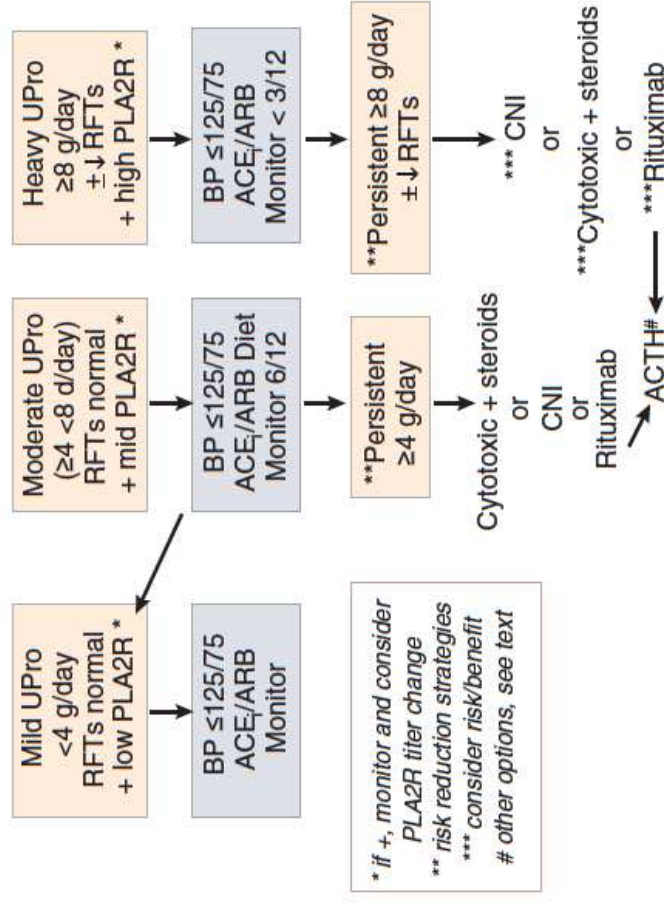 Mild UPro
<4 g/day
RFTs normal
+ low PLA2R *
BP ≤125/75
ACEi/ARB
Monitor
Moderate UPro
(≥4 <8 d/day)
RFTs normal
+ mid PLA2R *
BP ≤125/75
ACEi/ARB Diet
Monitor 6/12
**Persistent
≥4 g/day
Cytotoxic + steroids
or
CNI
or
Rituximab
Heavy UPro
≥8 g/day
±↓RFTs
+ high PLA2R *
BP ≤125/75
ACEi/ARB
Monitor < 3/12
**Persistent ≥8 g/day
±↓RFTs
*** CNI
or
***Cytotoxic + steroids
or
***Rituximab
ACTH#
* if +, monitor and consider
PLA2R titer change
** risk reduction strategies
*** consider risk/benefit
# other options, see text